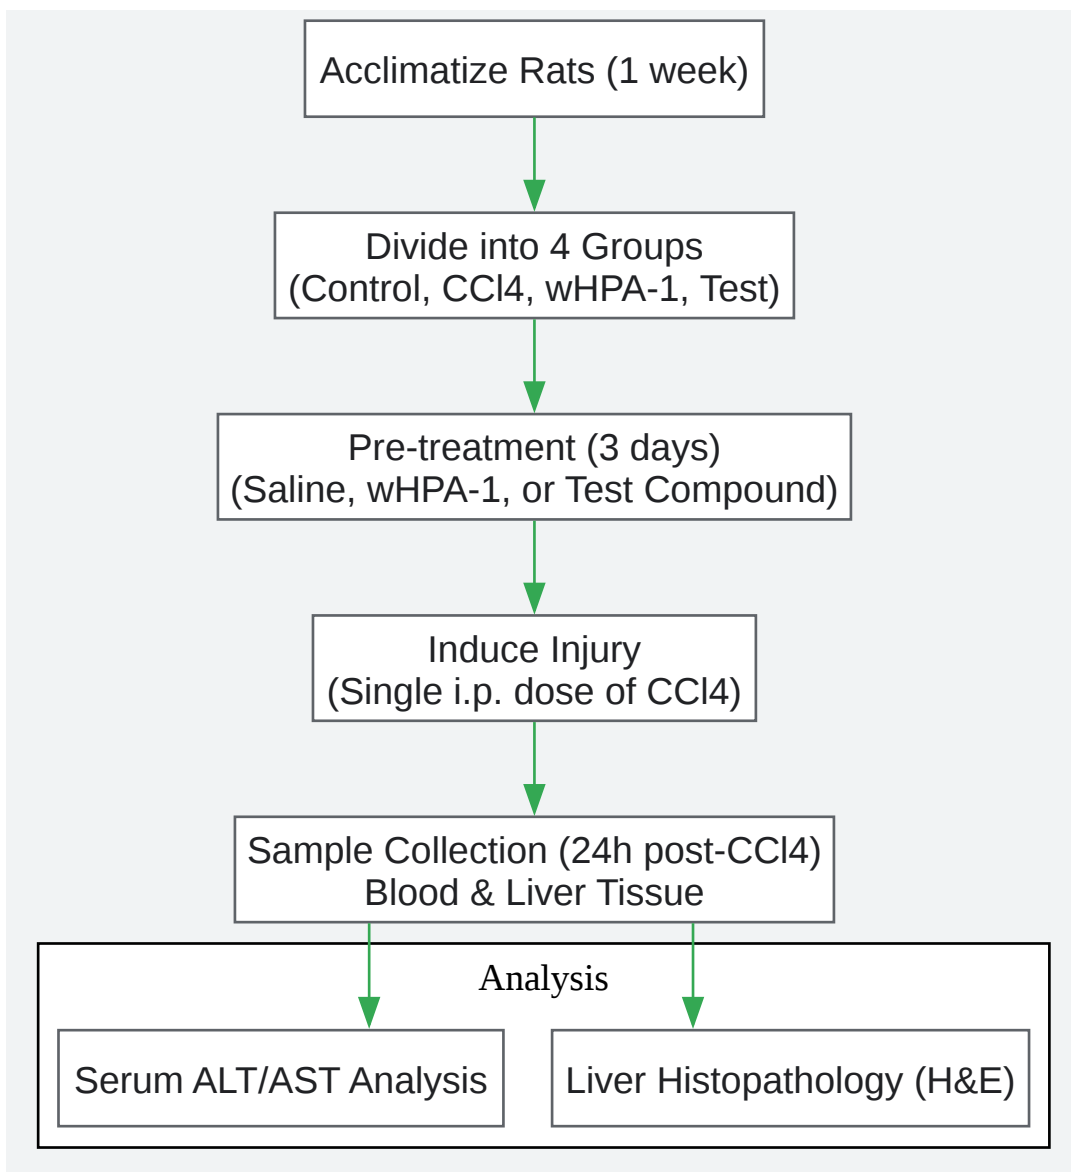 Acclimatize Rats (1 week)
Divide into 4 Groups
(Control, CCl4, wHPA-1, Test)
Pre-treatment (3 days)
(Saline, wHPA-1, or Test Compound)
Induce Injury
(Single i.p. dose of CCl4)
Sample Collection (24h post-CCl4)
Blood & Liver Tissue
Analysis
Serum ALT/AST Analysis
Liver Histopathology (H&E)